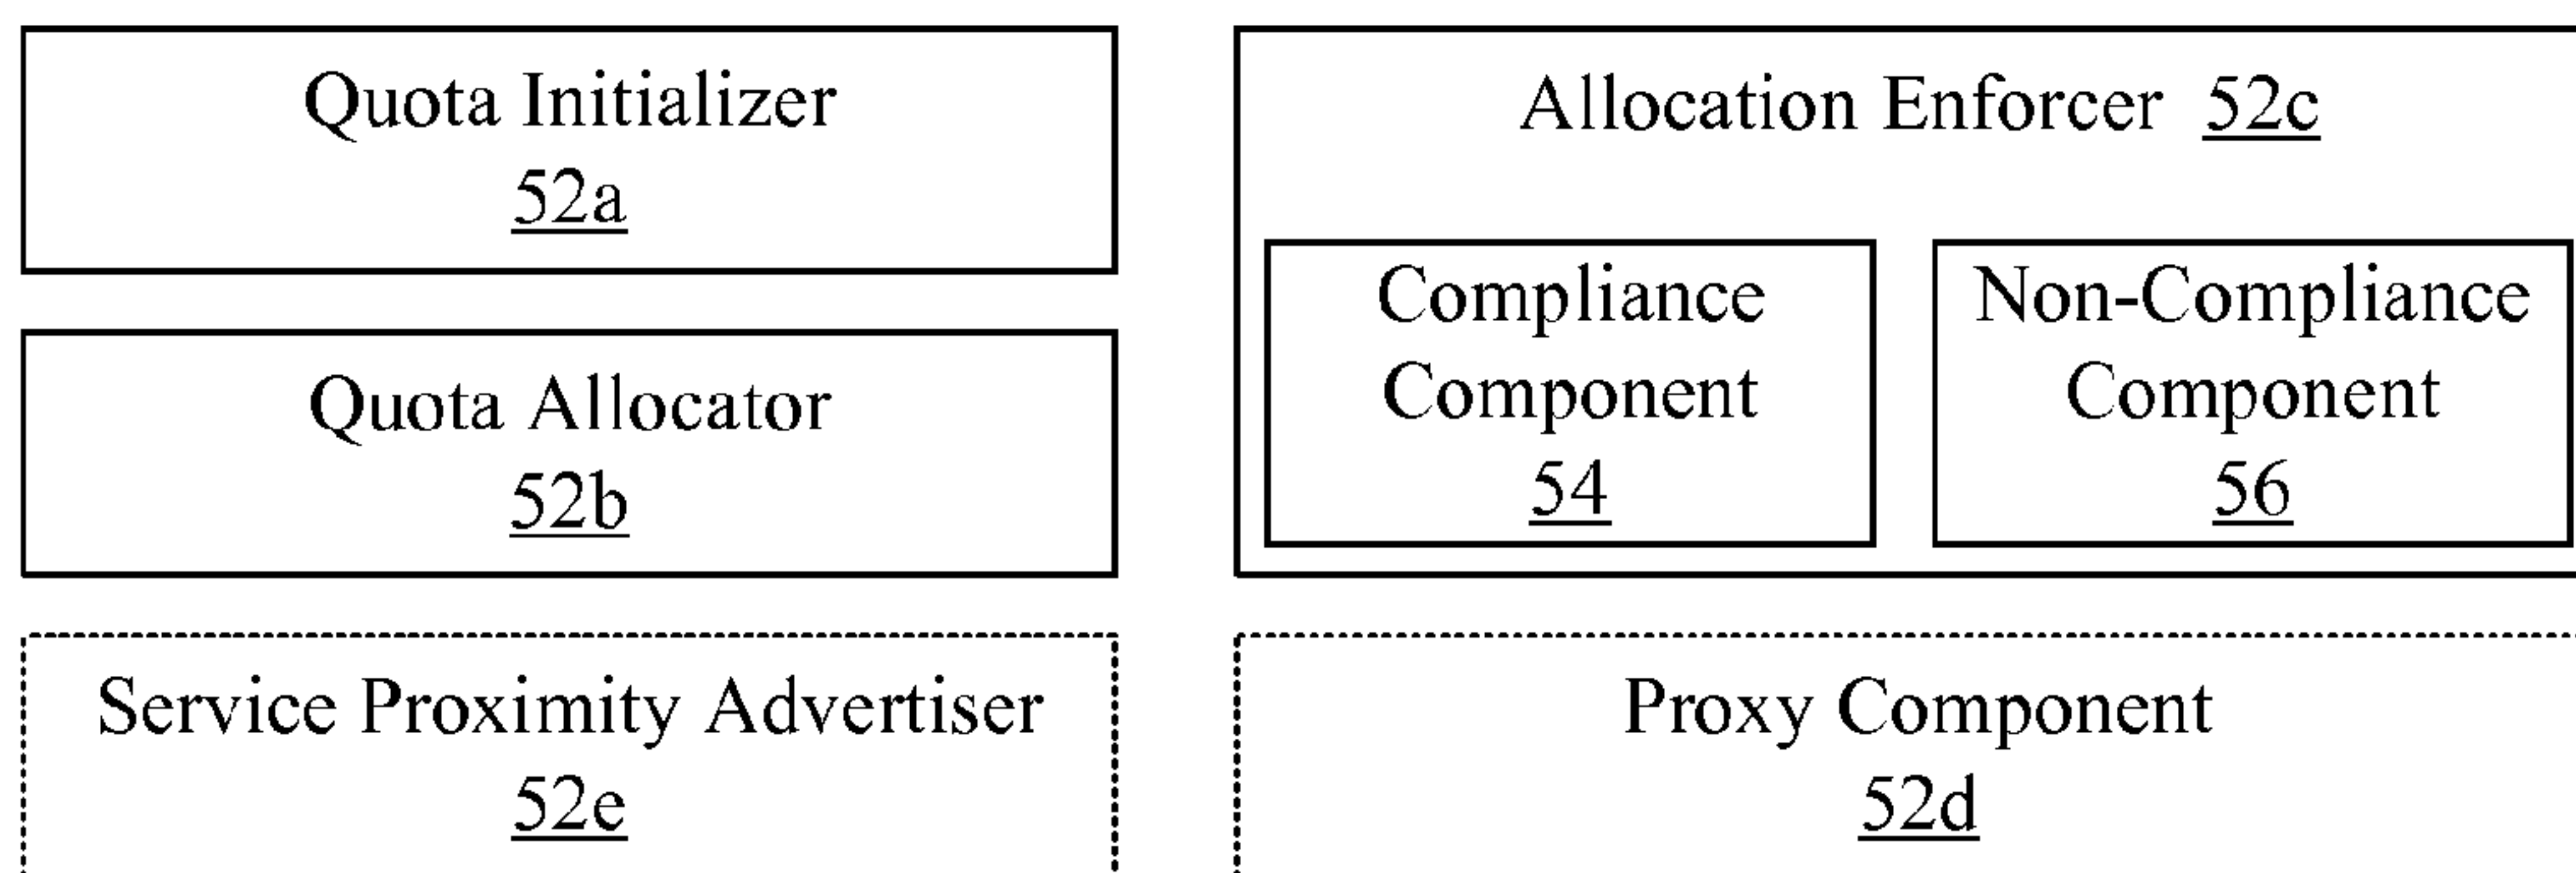 Quota Initializer
52a
Quota Allocator
52b
Allocation Enforcer 52c
Compliance
Component
54
Non-Compliance
Component
56
Service Proximity Advertiser
52e
Proxy Component
52d